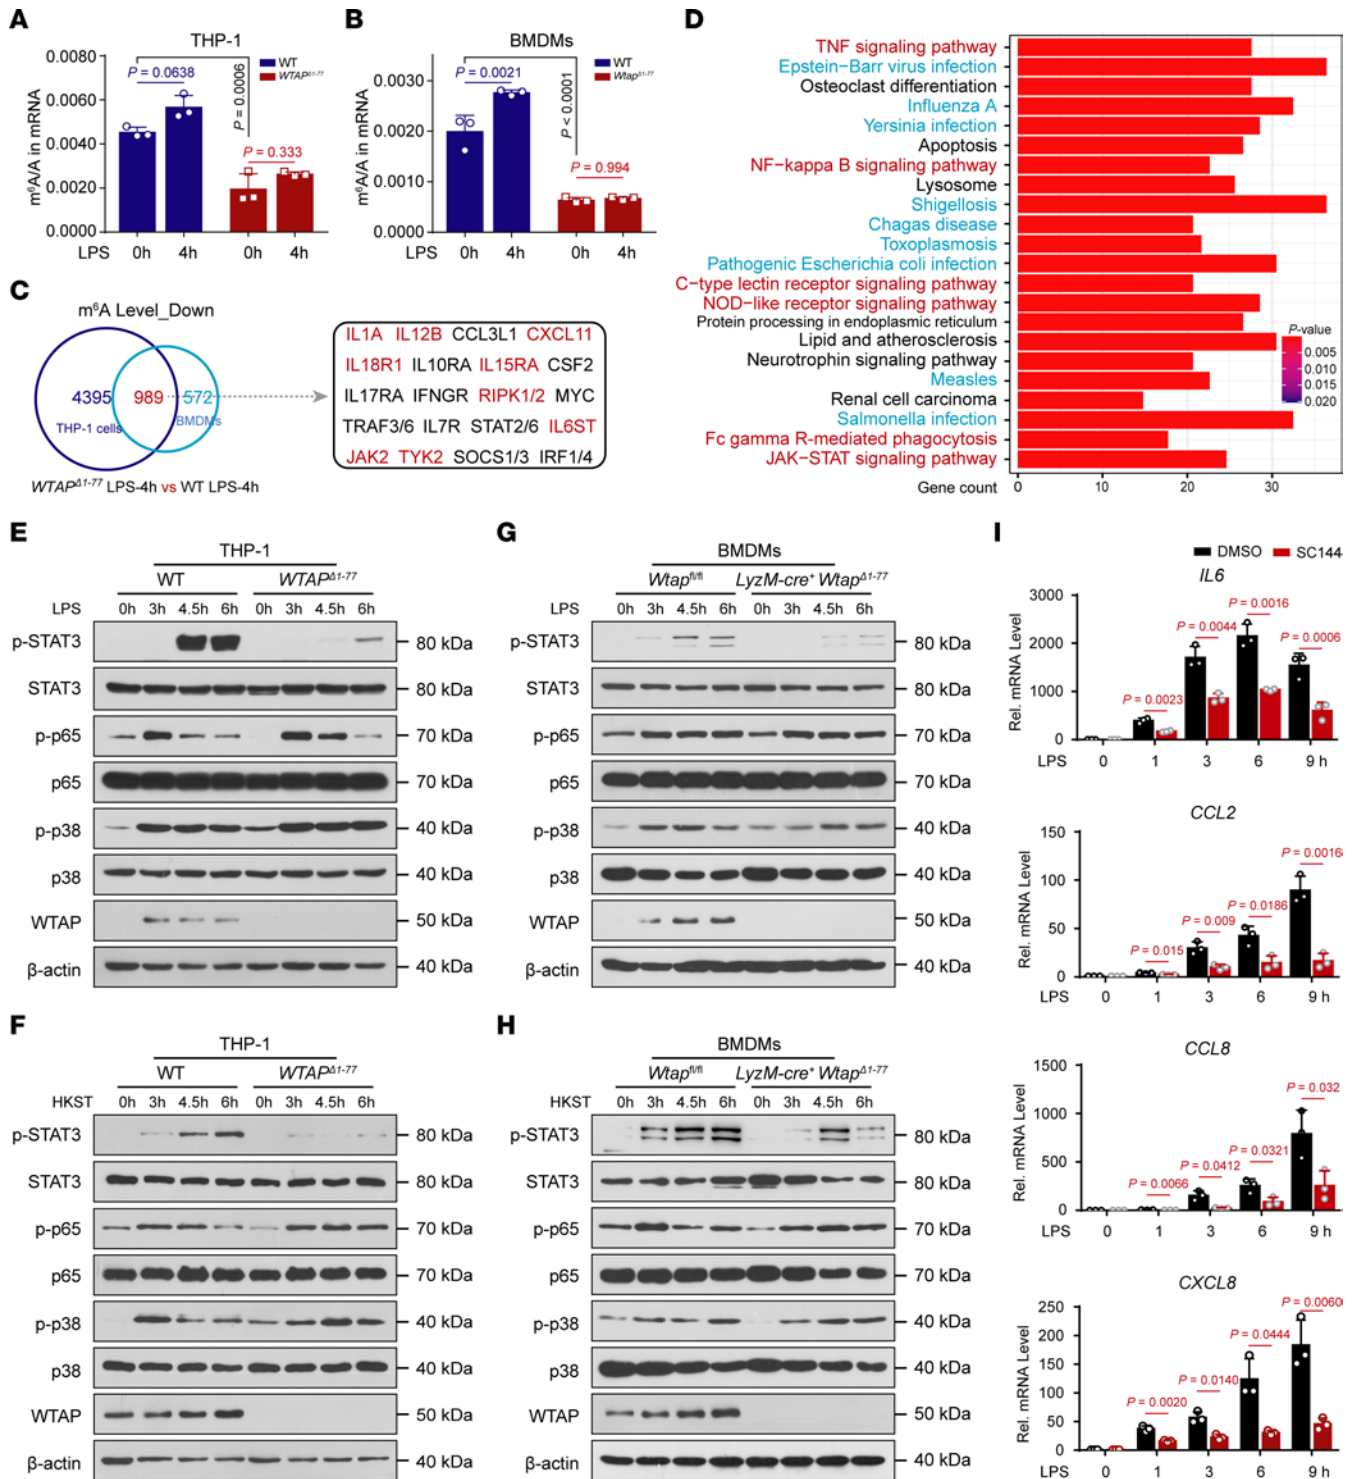 A
THP-1
WT
WTAP^Δ1-77
m⁶A/A in mRNA
0.0080
0.0060
0.0040
0.0020
0.0000
P = 0.0638
P = 0.0006
P = 0.333
LPS 0h 4h 0h 4h
B
BMDMs
WT
Wtap^Δ1-77
m⁶A/A in mRNA
0.0030
0.0020
0.0010
0.0000
P = 0.0021
P < 0.0001
P = 0.994
LPS 0h 4h 0h 4h
C
m⁶A Level_Down
4395 989 572
THP-1 cells BMDMs
WTAP^Δ1-77 LPS-4h vs WT LPS-4h
IL1A IL12B CCL3L1 CXCL11
IL18R1 IL10RA IL15RA CSF2
IL17RA IFNGR RIPK1/2 MYC
TRAF3/6 IL7R STAT2/6 IL6ST
JAK2 TYK2 SOCS1/3 IRF1/4
D
TNF signaling pathway
Epstein−Barr virus infection
Osteoclast differentiation
Influenza A
Yersinia infection
Apoptosis
NF−kappa B signaling pathway
Lysosome
Shigellosis
Chagas disease
Toxoplasmosis
Pathogenic Escherichia coli infection
C−type lectin receptor signaling pathway
NOD−like receptor signaling pathway
Protein processing in endoplasmic reticulum
Lipid and atherosclerosis
Neurotrophin signaling pathway
Measles
Renal cell carcinoma
Salmonella infection
Fc gamma R-mediated phagocytosis
JAK−STAT signaling pathway
Gene count 0 10 20 30
P-value
0.005
0.010
0.015
0.020
E
THP-1
WT WTAP^Δ1-77
LPS 0h 3h 4.5h 6h 0h 3h 4.5h 6h
p-STAT3 80 kDa
STAT3 80 kDa
p-p65 70 kDa
p65 70 kDa
p-p38 40 kDa
p38 40 kDa
WTAP 50 kDa
β-actin 40 kDa
F
THP-1
WT WTAP^Δ1-77
HKST 0h 3h 4.5h 6h 0h 3h 4.5h 6h
p-STAT3 80 kDa
STAT3 80 kDa
p-p65 70 kDa
p65 70 kDa
p-p38 40 kDa
p38 40 kDa
WTAP 50 kDa
β-actin 40 kDa
G
BMDMs
Wtap^fl/fl LyzM-cre⁺ Wtap^Δ1-77
LPS 0h 3h 4.5h 6h 0h 3h 4.5h 6h
p-STAT3 80 kDa
STAT3 80 kDa
p-p65 70 kDa
p65 70 kDa
p-p38 40 kDa
p38 40 kDa
WTAP 50 kDa
β-actin 40 kDa
H
BMDMs
Wtap^fl/fl LyzM-cre⁺ Wtap^Δ1-77
HKST 0h 3h 4.5h 6h 0h 3h 4.5h 6h
p-STAT3 80 kDa
STAT3 80 kDa
p-p65 70 kDa
p65 70 kDa
p-p38 40 kDa
p38 40 kDa
WTAP 50 kDa
β-actin 40 kDa
I
DMSO SC144
IL6
Rel. mRNA Level
3000
2000
1000
0
P = 0.0023
P = 0.0044
P = 0.0016
P = 0.0006
LPS 0 1 3 6 9 h
CCL2
Rel. mRNA Level
150
100
50
0
P = 0.015
P = 0.009
P = 0.0186
P = 0.0016
LPS 0 1 3 6 9 h
CCL8
Rel. mRNA Level
1500
1000
500
0
P = 0.0066
P = 0.0412
P = 0.0321
P = 0.032
LPS 0 1 3 6 9 h
CXCL8
Rel. mRNA Level
250
200
150
100
50
0
P = 0.0020
P = 0.0140
P = 0.0444
P = 0.0060
LPS 0 1 3 6 9 h